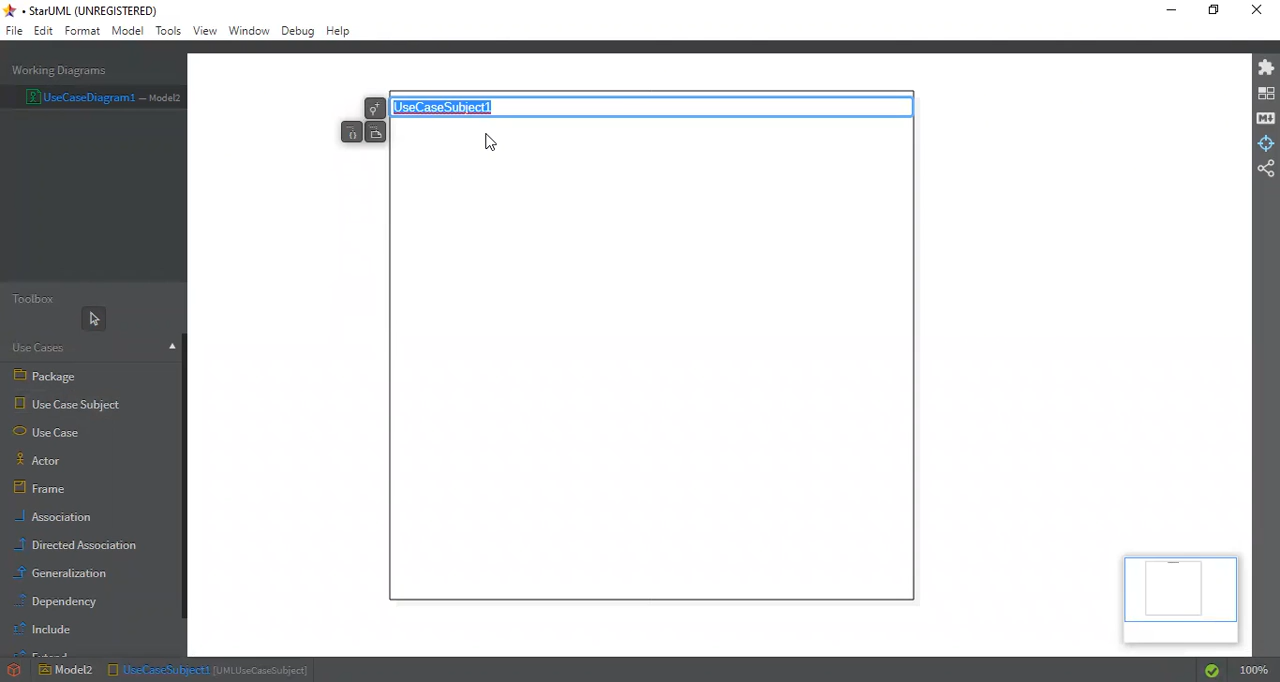 • StarUML (UNREGISTERED)
File Edit Format Model Tools View Window Debug Help
Working Diagrams
UseCaseDiagram1 — Model2
UseCaseSubject1
Toolbox
Use Cases
Package
Use Case Subject
Use Case
Actor
Frame
Association
Directed Association
Generalization
Dependency
Include
Extend
Model2 UseCaseSubject1 [UMLUseCaseSubject] 100%